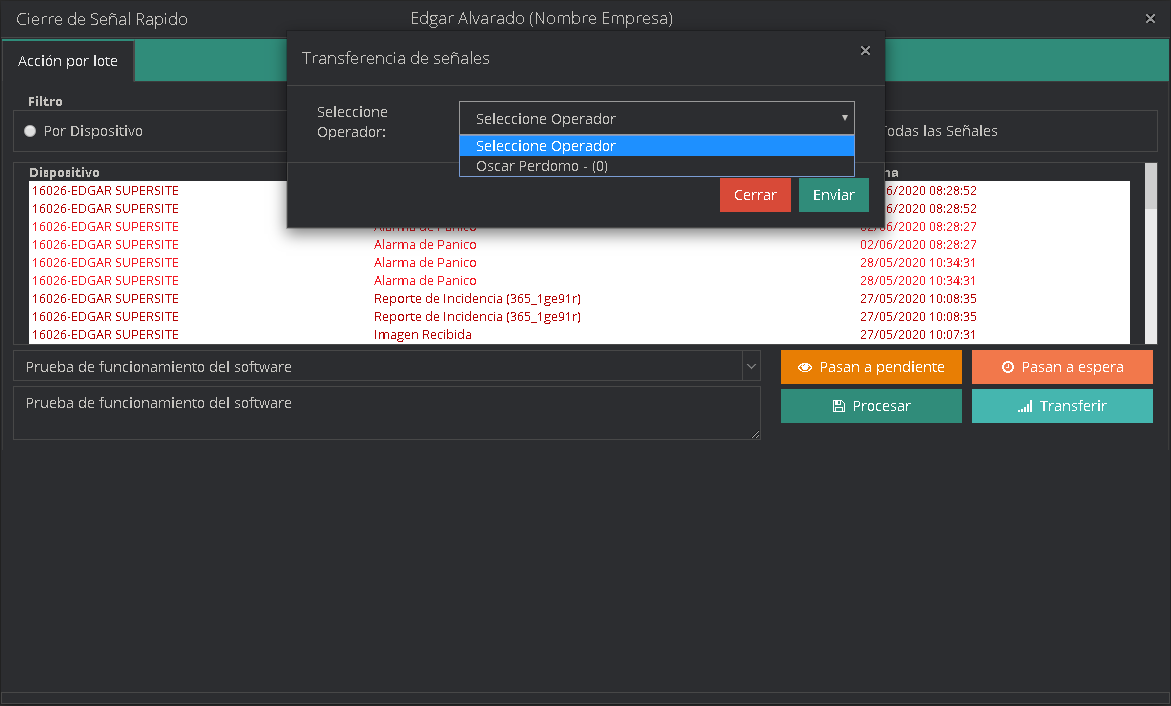 Cierre de Señal Rapido
Edgar Alvarado (Nombre Empresa)
Acción por lote
Transferencia de señales
Seleccione
Operador:
Seleccione Operador
Seleccione Operador
Oscar Perdomo - (0)
Cerrar
Enviar
Filtro
Por Dispositivo
Todas las Señales
Dispositivo
16026-EDGAR SUPERSITE 6/2020 08:28:52
16026-EDGAR SUPERSITE 6/2020 08:28:52
16026-EDGAR SUPERSITE Alarma de Panico 02/06/2020 08:28:27
16026-EDGAR SUPERSITE Alarma de Panico 02/06/2020 08:28:27
16026-EDGAR SUPERSITE Alarma de Panico 28/05/2020 10:34:31
16026-EDGAR SUPERSITE Alarma de Panico 28/05/2020 10:34:31
16026-EDGAR SUPERSITE Reporte de Incidencia (365_1ge91r) 27/05/2020 10:08:35
16026-EDGAR SUPERSITE Reporte de Incidencia (365_1ge91r) 27/05/2020 10:08:35
16026-EDGAR SUPERSITE Imagen Recibida 27/05/2020 10:07:31
Prueba de funcionamiento del software
Pasan a pendiente
Pasan a espera
Prueba de funcionamiento del software
Procesar
Transferir